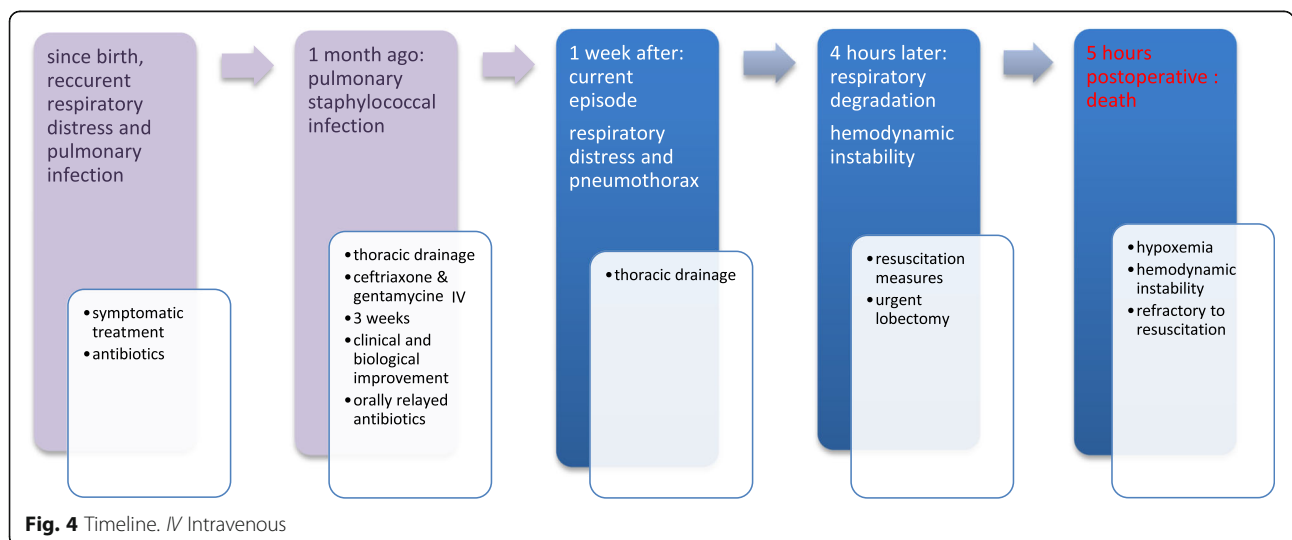 since birth,
reccurent
respiratory
distress and
pulmonary
infection
•symptomatic
treatment
•antibiotics
1 month ago:
pulmonary
staphylococcal
infection
•thoracic drainage
•ceftriaxone &
gentamycine IV
•3 weeks
•clinical and
biological
improvement
•orally relayed
antibiotics
1 week after:
current
episode
respiratory
distress and
pneumothorax
•thoracic drainage
4 hours later:
respiratory
degradation
hemodynamic
instability
•resuscitation
measures
•urgent
lobectomy
5 hours
postoperative :
death
•hypoxemia
•hemodynamic
instability
•refractory to
resuscitation
Fig. 4 Timeline. IV Intravenous